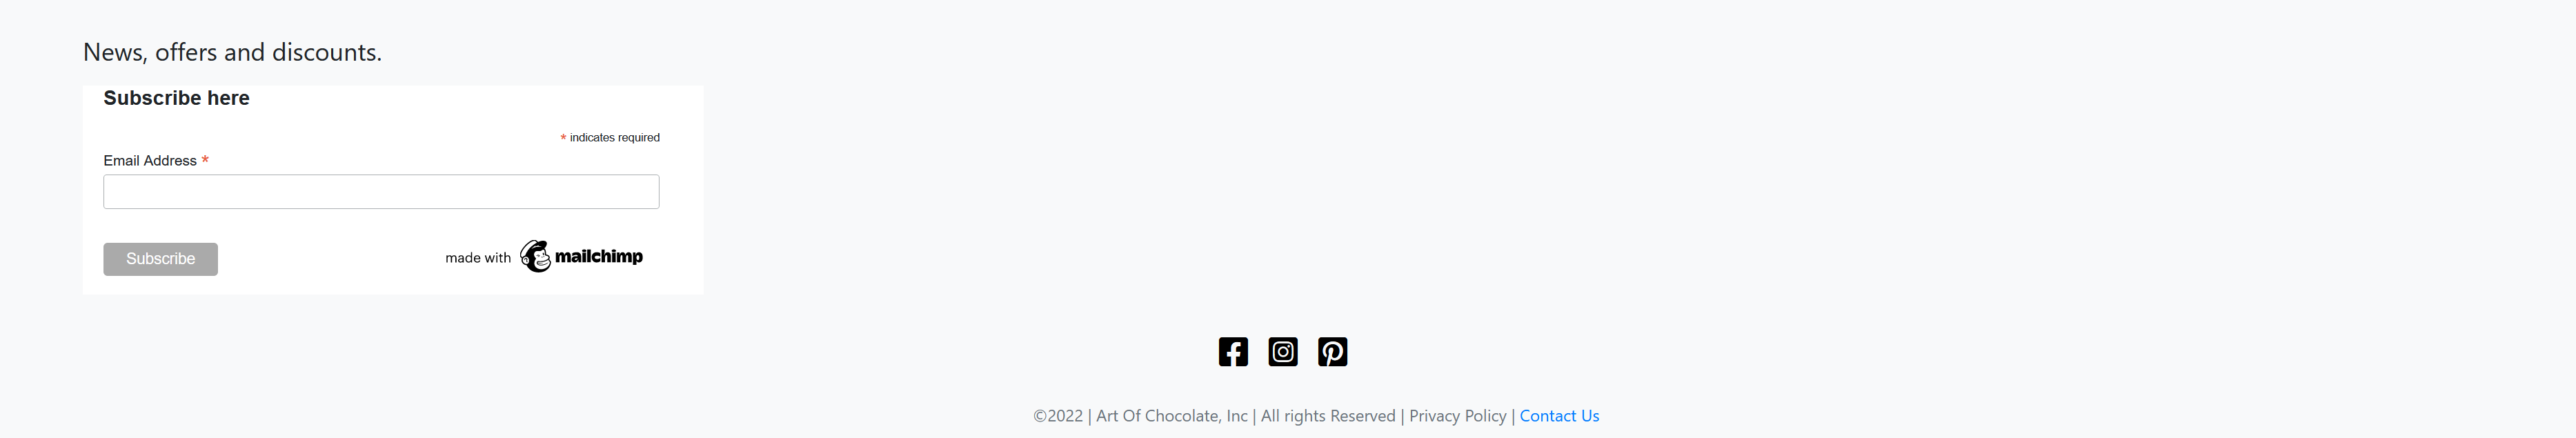 News, offers and discounts.
Subscribe here
* indicates required
Email Address *
Subscribe
made with mailchimp
©2022 | Art Of Chocolate, Inc | All rights Reserved | Privacy Policy | Contact Us